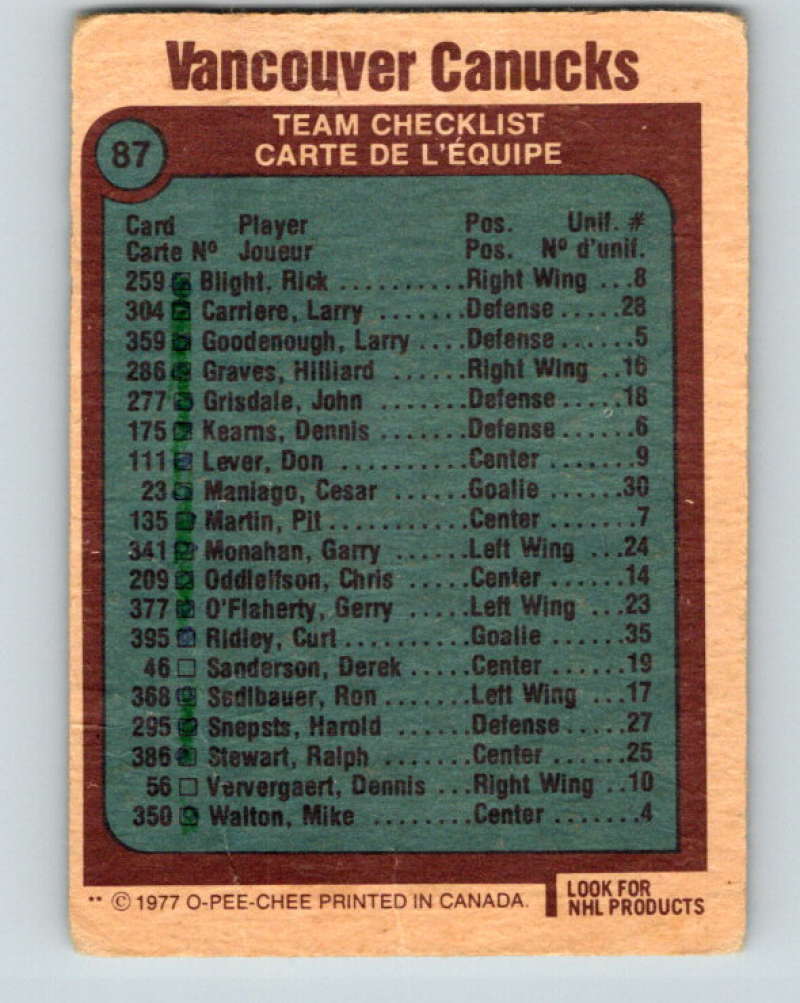 Vancouver Canucks
87
TEAM CHECKLIST
CARTE DE L'ÉQUIPE
Card Player Pos. Unif. #
Carte Nº Joueur Pos. Nº d'unif.
259 Blight, Rick ..........Right Wing ...8
304 Carriere, Larry .......Defense .....28
359 Goodenough, Larry ....Defense ......5
286 Graves, Hilliard ......Right Wing ..16
277 Grisdale, John ........Defense .....18
175 Kearns, Dennis .......Defense ......6
111 Lever, Don ..........Center .......9
23 Maniago, Cesar ......Goalie ......30
135 Martin, Pit...........Center .......7
341 Monahan, Garry ......Left Wing ...24
209 Oddleifson, Chris .....Center ......14
377 O'Flaherty, Gerry .....Left Wing ...23
395 Ridley, Curt..........Goalie ......35
46 Sanderson, Derek .....Center ......19
368 Sedlbauer, Ron .......Left Wing ...17
295 Snepsts, Harold .......Defense .....27
386 Stewart, Ralph ........Center ......25
56 Ververgaert, Dennis ...Right Wing ..10
350 Walton, Mike ........Center .......4
** © 1977 O-PEE-CHEE PRINTED IN CANADA.
LOOK FOR
NHL PRODUCTS